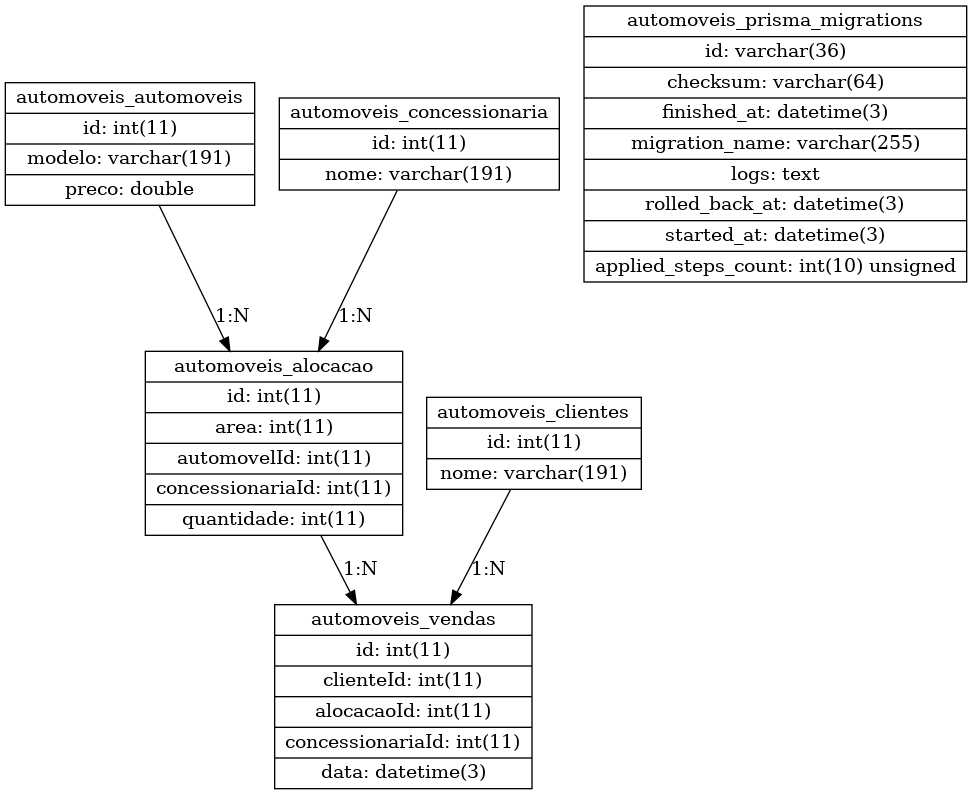 automoveis_prisma_migrations
id: varchar(36)
checksum: varchar(64)
finished_at: datetime(3)
migration_name: varchar(255)
logs: text
rolled_back_at: datetime(3)
started_at: datetime(3)
applied_steps_count: int(10) unsigned
automoveis_automoveis
id: int(11)
modelo: varchar(191)
preco: double
automoveis_concessionaria
id: int(11)
nome: varchar(191)
1:N
1:N
automoveis_alocacao
id: int(11)
area: int(11)
automovelId: int(11)
concessionariaId: int(11)
quantidade: int(11)
automoveis_clientes
id: int(11)
nome: varchar(191)
1:N
1:N
automoveis_vendas
id: int(11)
clienteId: int(11)
alocacaoId: int(11)
concessionariaId: int(11)
data: datetime(3)